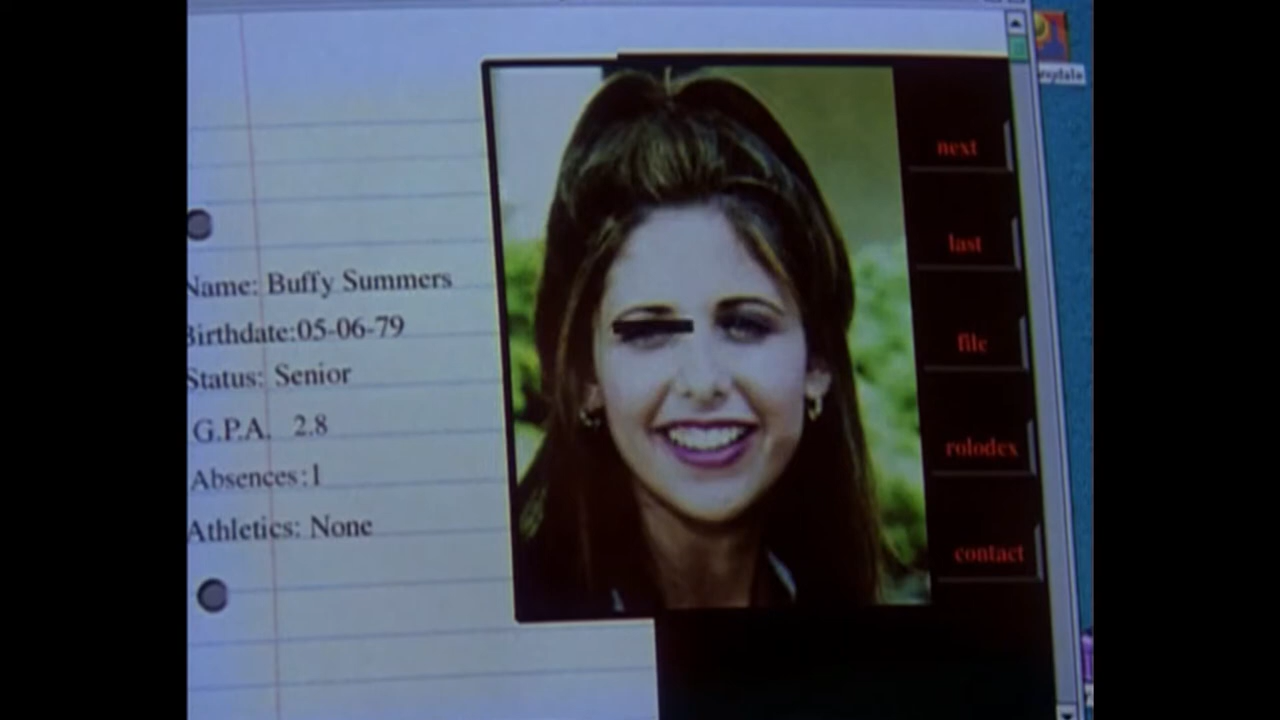 Name: Buffy Summers
Birthdate:05-06-79
Status: Senior
G.P.A. 2.8
Absences:1
Athletics: None
next
last
file
rolodex
contact